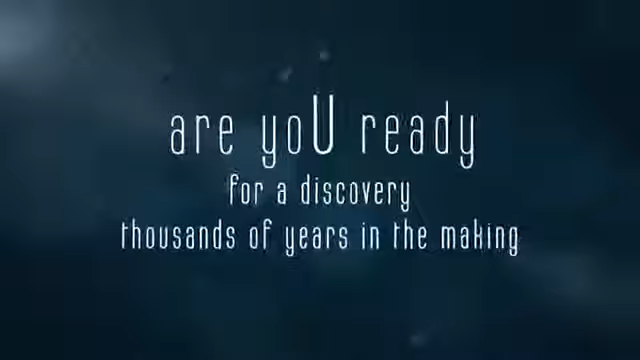 are yoU ready
for a discovery
thousands of years in the making